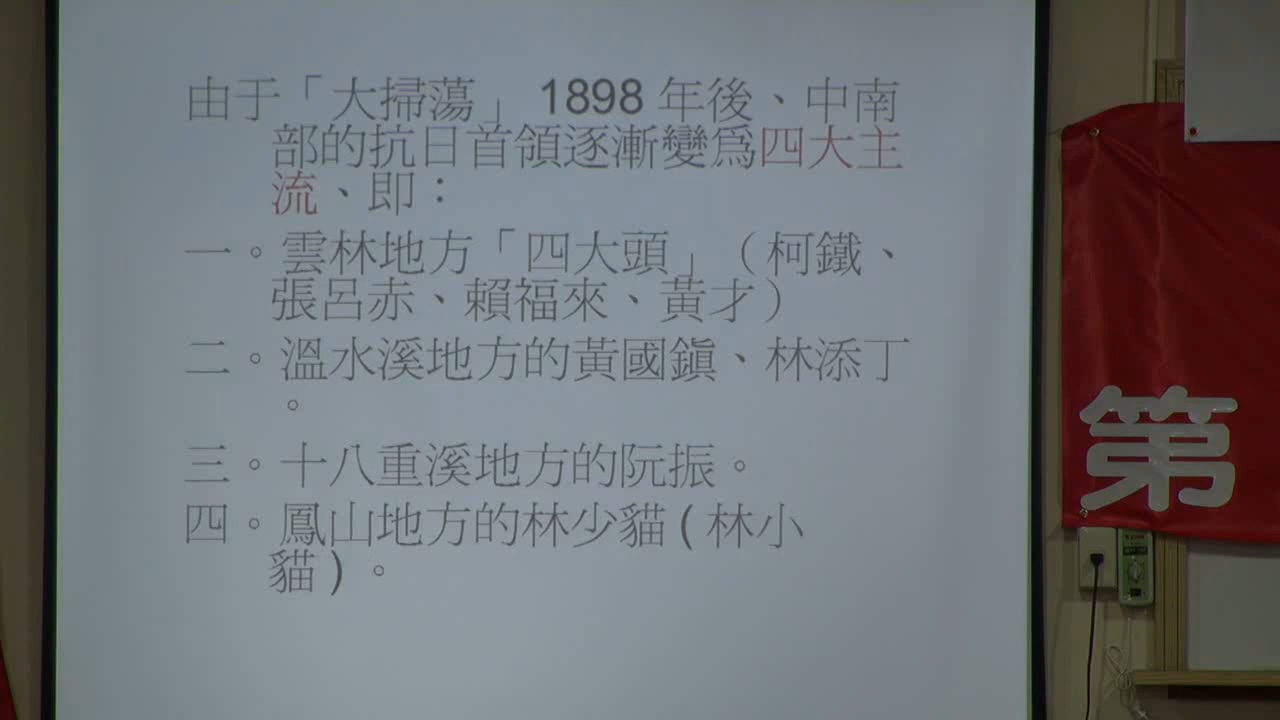 由于「大掃蕩」 1898 年後、中南
部的抗日首領逐漸變為四大主
流、即：
一。雲林地方「四大頭」（柯鐵、
張呂赤、賴福來、黃才）
二。溫水溪地方的黃國鎮、林添丁
。
三。十八重溪地方的阮振。
四。鳳山地方的林少貓 ( 林小
貓 ) 。
第